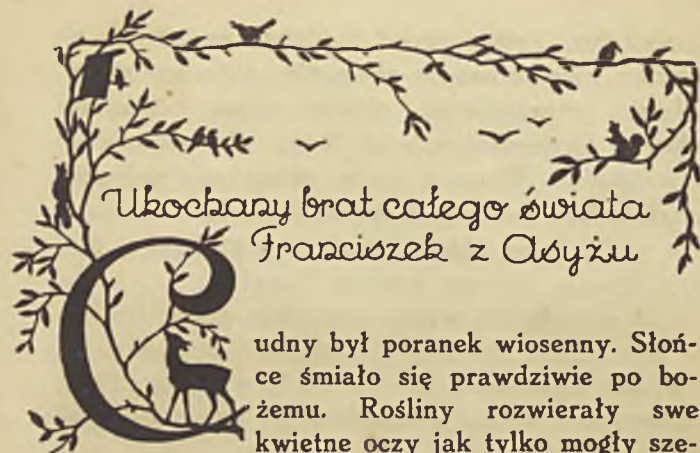 Ukochany brat całego świata
Franciszek z Asyżu
Cudny był poranek wiosenny. Słoń-
ce śmiało się prawdziwie po bo-
żemu. Rośliny rozwierały swe
kwietne oczy jak tylko mogły sze-